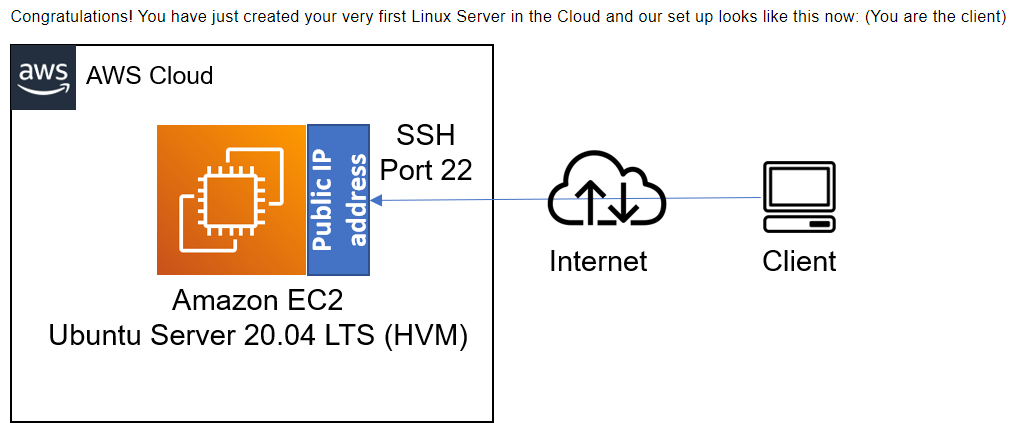 Congratulations! You have just created your very first Linux Server in the Cloud and our set up looks like this now: (You are the client)
aws
AWS Cloud
SSH
Port 22
Public IP
address
Internet
Client
Amazon EC2
Ubuntu Server 20.04 LTS (HVM)